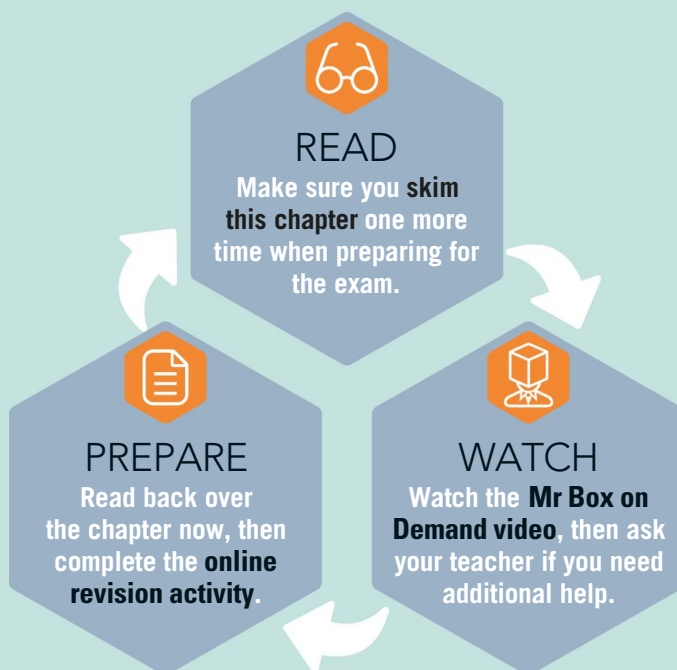 READ
Make sure you skim
this chapter one more
time when preparing for
the exam.
WATCH
Watch the Mr Box on
Demand video, then ask
your teacher if you need
additional help.
PREPARE
Read back over
the chapter now, then
complete the online
revision activity.